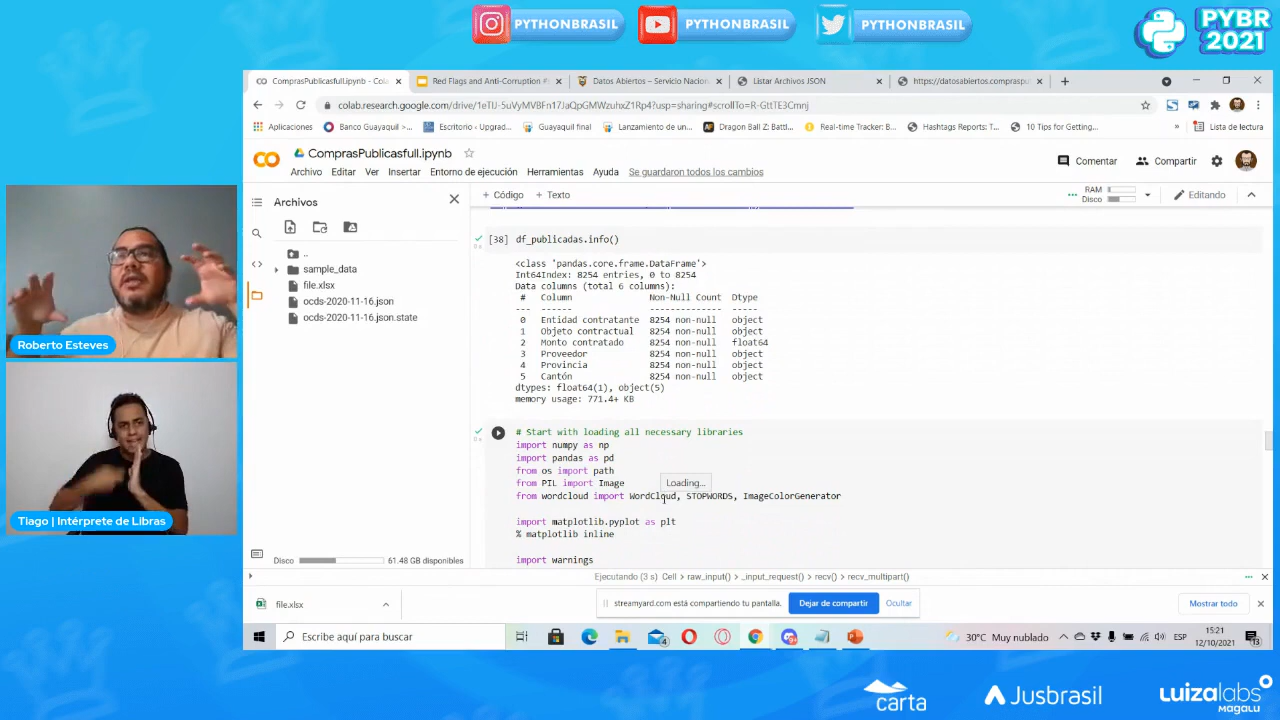 PYTHONBRASIL
PYTHONBRASIL
PYTHONBRASIL
PYBR
2021
ComprasPublicasfull.ipynb - Cola
Red Flags and Anti-Corruption
Datos Abiertos – Servicio Nacion
Listar Archivos JSON
https://datosabiertos.compraspu
colab.research.google.com/drive/1eTIJ-5uVyMVBFn17JaQpGMWzuhxZ1Rp4?usp=sharing#scrollTo=R-GttTE3Cmnj
Aplicaciones
Banco Guayaquil >...
Escritorio ‹ Upgrad...
Guayaquil final
Lanzamiento de un...
Dragon Ball Z: Battl...
Real-time Tracker: B...
Hashtags Reports: T...
10 Tips for Getting...
»
Lista de lectura
ComprasPublicasfull.ipynb
Archivo Editar Ver Insertar Entorno de ejecución Herramientas Ayuda Se guardaron todos los cambios
Comentar
Compartir
Archivos
+ Código + Texto
RAM
Disco
Editando
..
sample_data
file.xlsx
ocds-2020-11-16.json
ocds-2020-11-16.json.state
Disco
61.48 GB disponibles
[38] df_publicadas.info()
<class 'pandas.core.frame.DataFrame'>
Int64Index: 8254 entries, 0 to 8254
Data columns (total 6 columns):
# Column Non-Null Count Dtype
--- ------ -------------- -----
0 Entidad contratante 8254 non-null object
1 Objeto contractual 8254 non-null object
2 Monto contratado 8254 non-null float64
3 Proveedor 8254 non-null object
4 Provincia 8254 non-null object
5 Cantón 8254 non-null object
dtypes: float64(1), object(5)
memory usage: 771.4+ KB
# Start with loading all necessary libraries
import numpy as np
import pandas as pd
from os import path
from PIL import Image
Loading...
from wordcloud import WordCloud, STOPWORDS, ImageColorGenerator
import matplotlib.pyplot as plt
% matplotlib inline
import warnings
Ejecutando (3 s) Cell > raw_input() > _input_request() > recv() > recv_multipart()
file.xlsx
streamyard.com está compartiendo tu pantalla.
Dejar de compartir
Ocultar
Mostrar todo
Escribe aquí para buscar
4
30°C Muy nublado
ESP
15:21
12/10/2021
13
Roberto Esteves
Tiago | Intérprete de Libras
carta
Jusbrasil
luizalabs
MAGALU